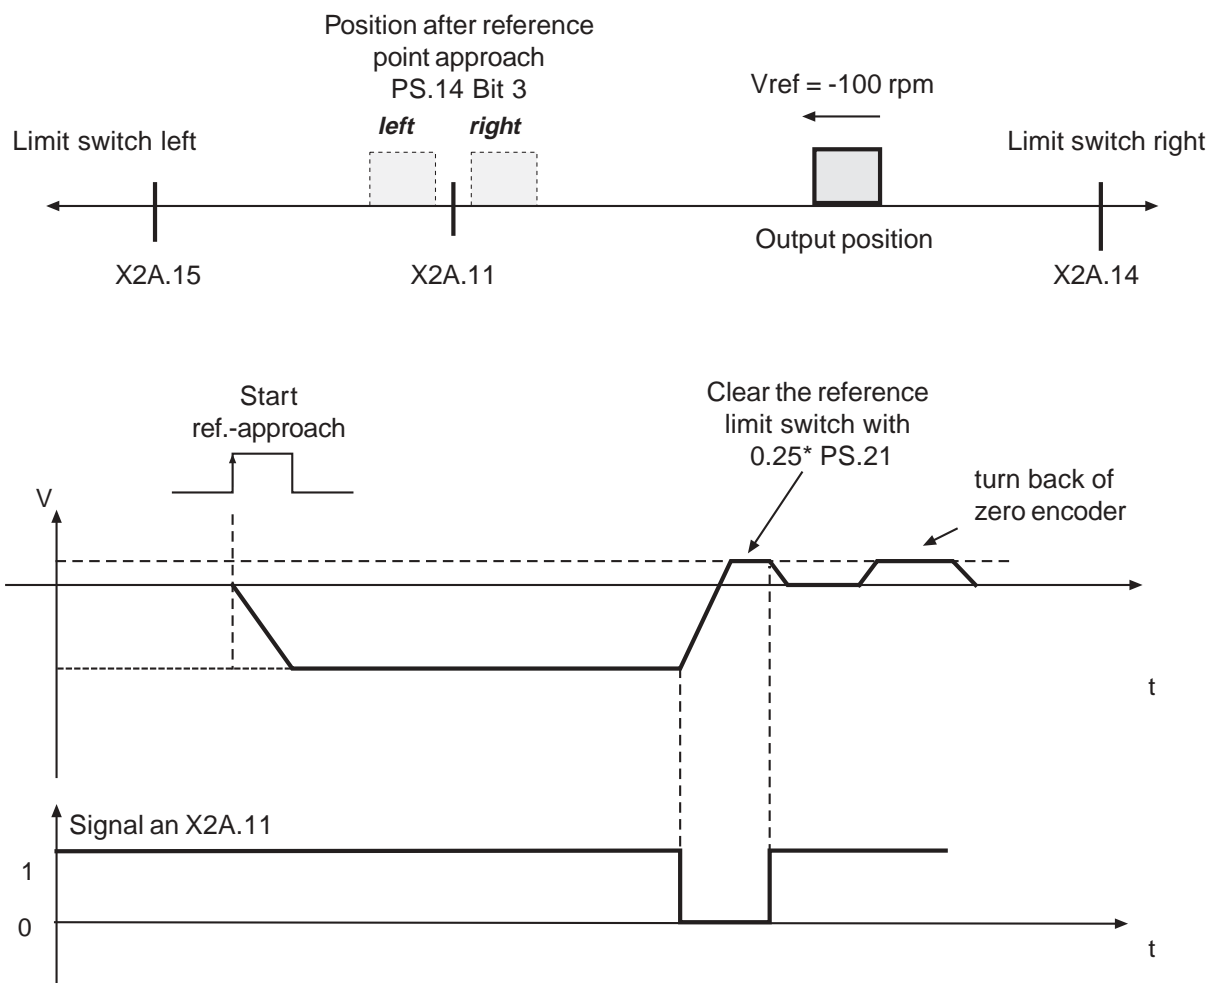 Position after reference
point approach
PS.14 Bit 3
left right
Vref = -100 rpm
Limit switch left
Limit switch right
Output position
X2A.15
X2A.11
X2A.14
Start
ref.-approach
Clear the reference
limit switch with
0.25* PS.21
turn back of
zero encoder
V
t
Signal an X2A.11
1
0
t